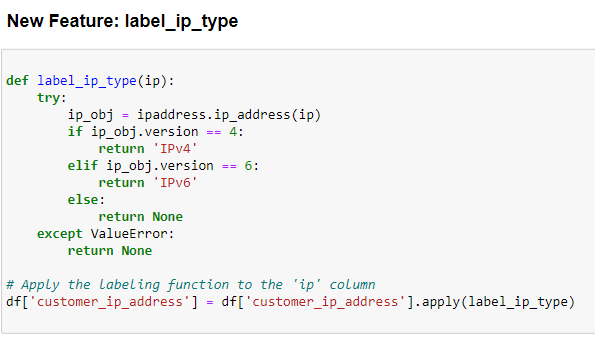 New Feature: label_ip_type
def label_ip_type(ip):
    try:
        ip_obj = ipaddress.ip_address(ip)
        if ip_obj.version == 4:
            return 'IPv4'
        elif ip_obj.version == 6:
            return 'IPv6'
        else:
            return None
    except ValueError:
        return None
# Apply the labeling function to the 'ip' column
df['customer_ip_address'] = df['customer_ip_address'].apply(label_ip_type)